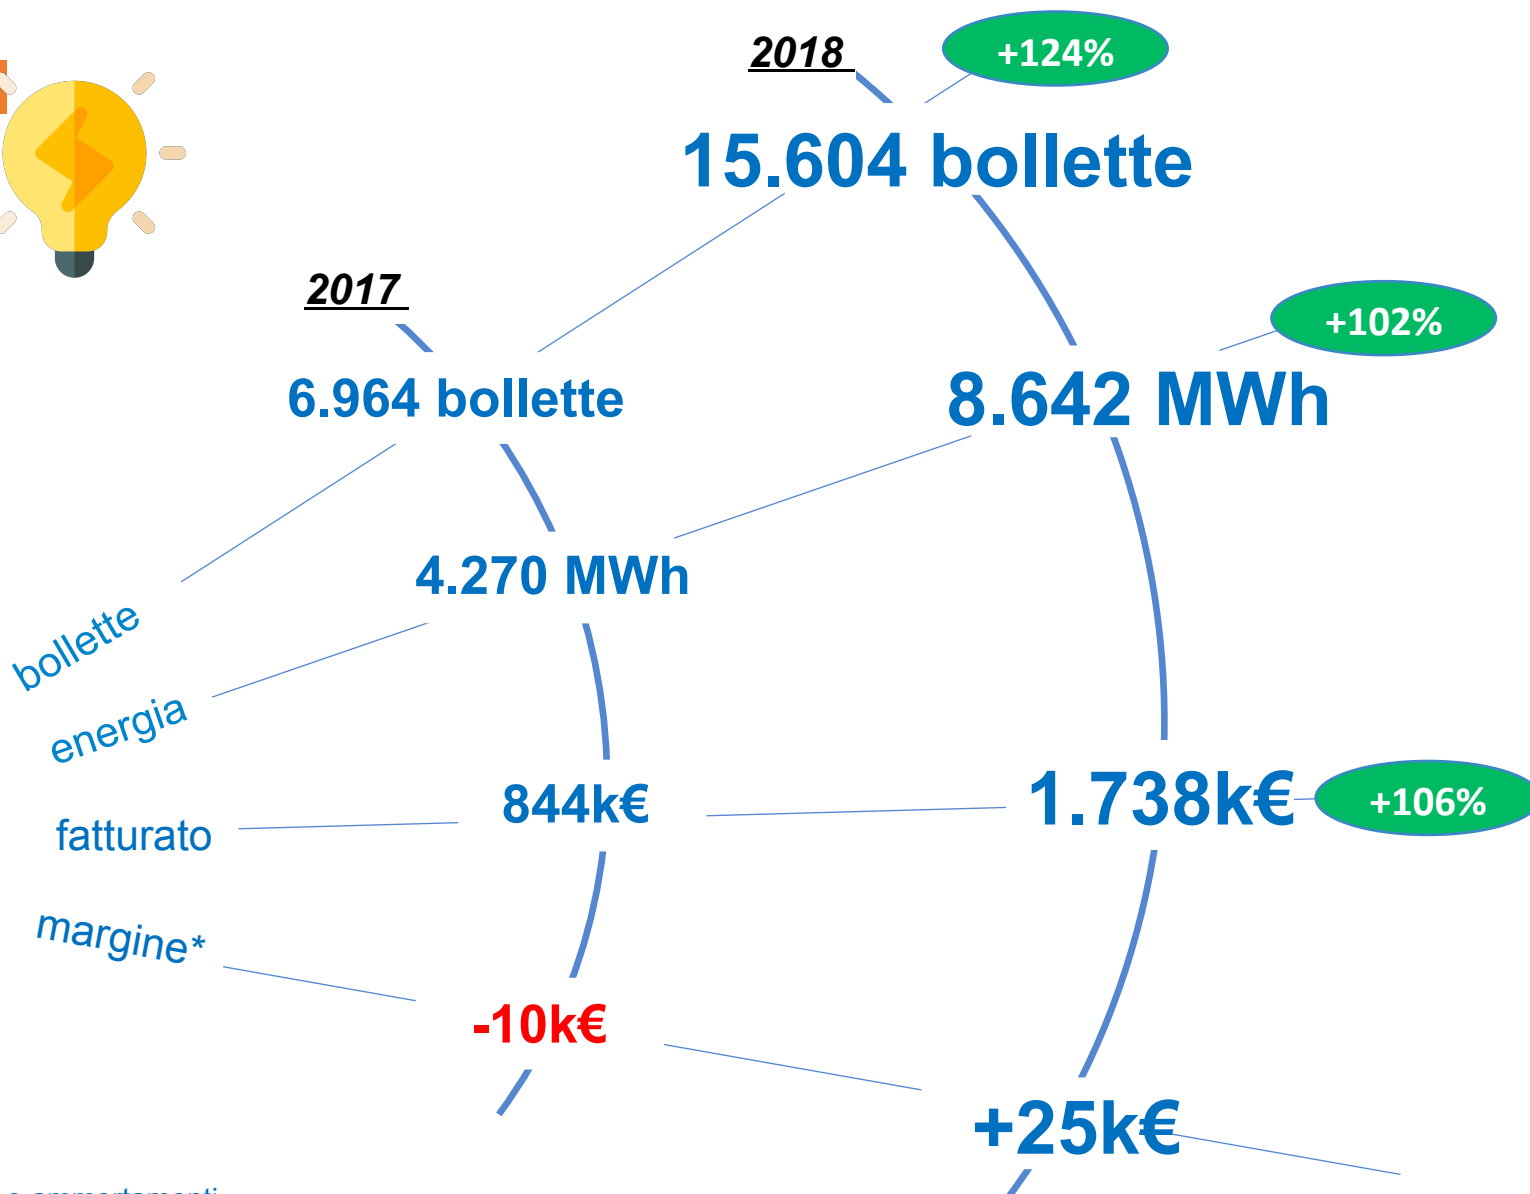 2018
+124%
15.604 bollette
2017
+102%
6.964 bollette
8.642 MWh
4.270 MWh
bollette
energia
844k€
1.738k€
+106%
fatturato
margine*
-10k€
+25k€
e ammortamenti